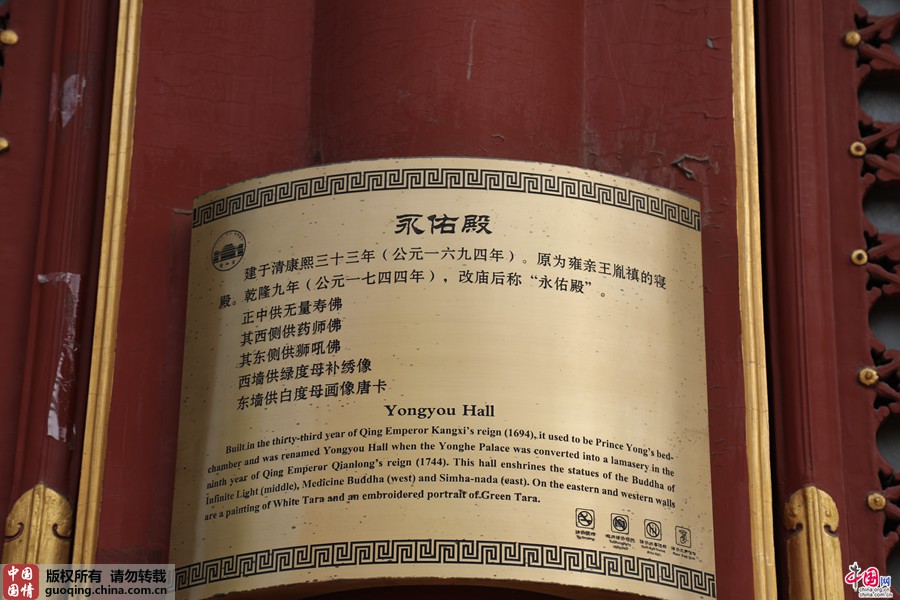 永佑殿
建于清康熙三十三年（公元一六九四年）。原为雍亲王胤禛的寝
殿。乾隆九年（公元一七四四年），改庙后称“永佑殿”。
正中供无量寿佛
其西侧供药师佛
其东侧供狮吼佛
西墙供绿度母补绣像
东墙供白度母画像唐卡
Yongyou Hall
Built in the thirty-third year of Qing Emperor Kangxi's reign (1694), it used to be Prince Yong's bed-
chamber and was renamed Yongyou Hall when the Yonghe Palace was converted into a lamasery in the
ninth year of Qing Emperor Qianlong's reign (1744). This hall enshrines the statues of the Buddha of
Infinite Light (middle), Medicine Buddha (west) and Simha-nada (east). On the eastern and western walls
are a painting of White Tara and an embroidered portrait of Green Tara.
中国国情
版权所有 请勿转载
guoqing.china.com.cn
中国网
china.org.cn